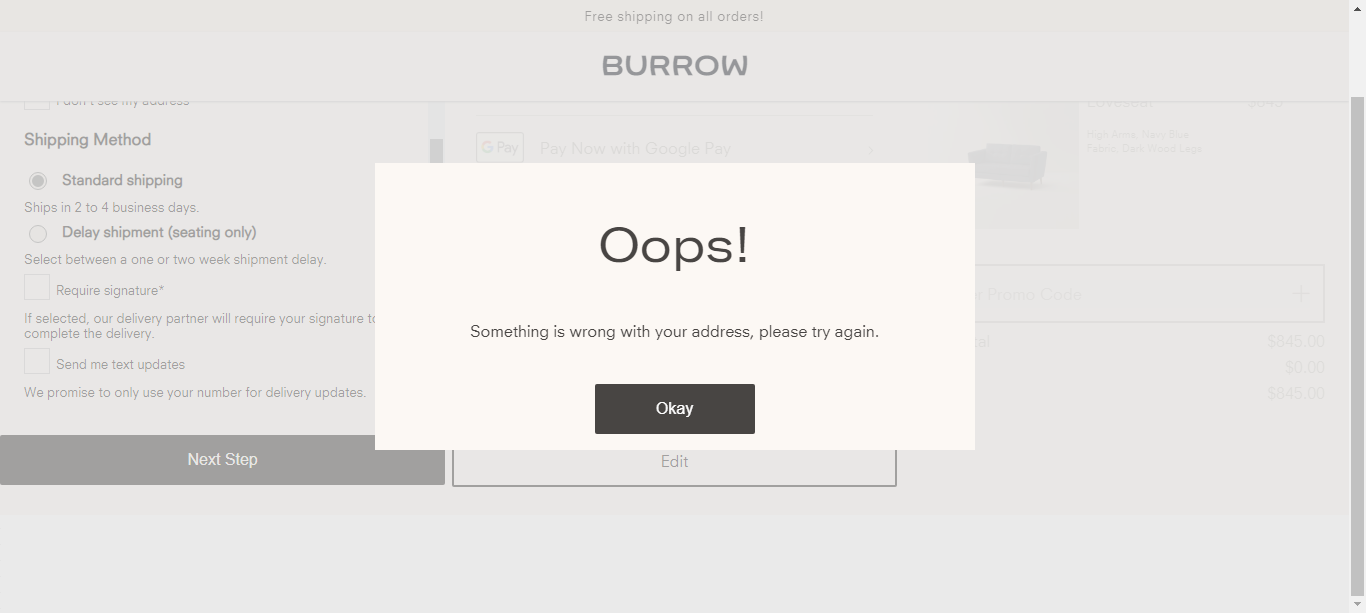 Free shipping on all orders!
BURROW
I don't see my address
Shipping Method
Standard shipping
Ships in 2 to 4 business days.
Delay shipment (seating only)
Select between a one or two week shipment delay.
Require signature*
If selected, our delivery partner will require your signature to
complete the delivery.
Send me text updates
We promise to only use your number for delivery updates.
Next Step
G Pay
Pay Now with Google Pay
Oops!
Something is wrong with your address, please try again.
Okay
Edit
Loveseat
$845
High Arms, Navy Blue
Fabric, Dark Wood Legs
Promo Code
$845.00
$0.00
$845.00